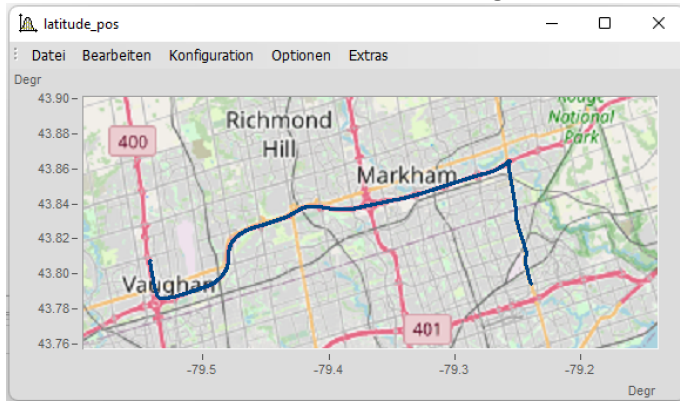 latitude_pos
Datei Bearbeiten Konfiguration Optionen Extras
Degr
43.90
43.88
43.86
43.84
43.82
43.80
43.78
43.76
Richmond
Hill
400
Markham
Rouge
National
Park
Vaughan
401
-79.5 -79.4 -79.3 -79.2
Degr